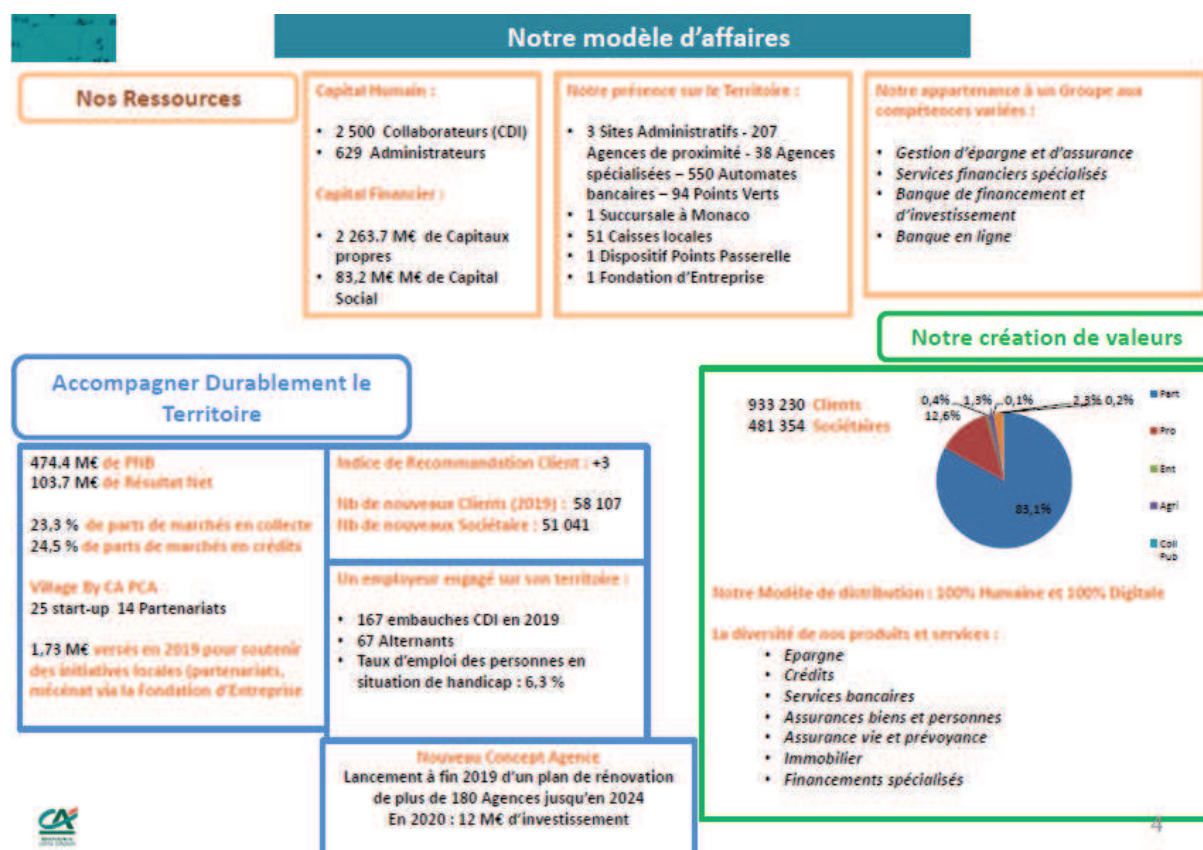 Notre modèle d'affaires
Nos Ressources
Capital Humain :
• 2 500 Collaborateurs (CDI)
• 629 Administrateurs
Capital Financier :
• 2 263.7 M€ de Capitaux
propres
• 83,2 M€ M€ de Capital
Social
Notre présence sur le Territoire :
• 3 Sites Administratifs - 207
Agences de proximité - 38 Agences
spécialisées – 550 Automates
bancaires – 94 Points Verts
• 1 Succursale à Monaco
• 51 Caisses locales
• 1 Dispositif Points Passerelle
• 1 Fondation d'Entreprise
Notre appartenance à un Groupe aux
compétences variées :
• Gestion d'épargne et d'assurance
• Services financiers spécialisés
• Banque de financement et
d'investissement
• Banque en ligne
Accompagner Durablement le
Territoire
474.4 M€ de PNB
103.7 M€ de Résultat Net
23,3 % de parts de marchés en collecte
24,5 % de parts de marchés en crédits
Village By CA PCA
25 start-up 14 Partenariats
1,73 M€ versés en 2019 pour soutenir
des initiatives locales (partenariats,
mécénat via la Fondation d'Entreprise
Indice de Recommandation Client : +3
Nb de nouveaux Clients (2019) : 58 107
Nb de nouveaux Sociétaire : 51 041
Un employeur engagé sur son territoire :
• 167 embauches CDI en 2019
• 67 Alternants
• Taux d'emploi des personnes en
situation de handicap : 6,3 %
Nouveau Concept Agence
Lancement à fin 2019 d'un plan de rénovation
de plus de 180 Agences jusqu'en 2024
En 2020 : 12 M€ d'investissement
Notre création de valeurs
933 230 Clients
481 354 Sociétaires
0,4% 1,3% 0,1% 2,3% 0,2%
12,6%
83,1%
Part
Pro
Ent
Agri
Coll
Pub
Notre Modèle de distribution : 100% Humaine et 100% Digitale
La diversité de nos produits et services :
• Epargne
• Crédits
• Services bancaires
• Assurances biens et personnes
• Assurance vie et prévoyance
• Immobilier
• Financements spécialisés
CA
4